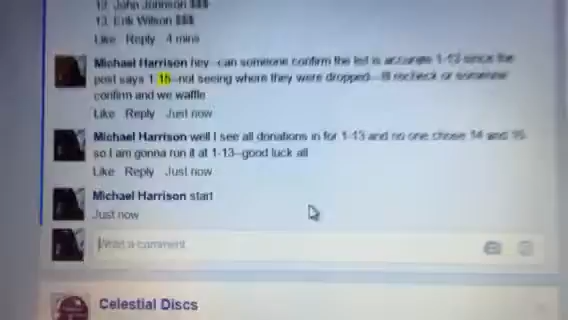 12. John Johnson $$$
13. Erik Wilson $$$
Like Reply 4 mins
Michael Harrison hey--can someone confirm the list is accurate 1-13 since the
post says 1-15--not seeing where they were dropped--ill recheck or someone
confirm and we waffle
Like Reply Just now
Michael Harrison well I see all donations in for 1-13 and no one chose 14 and 15
so I am gonna run it at 1-13--good luck all
Like Reply Just now
Michael Harrison start
Just now
Write a comment
Celestial Discs